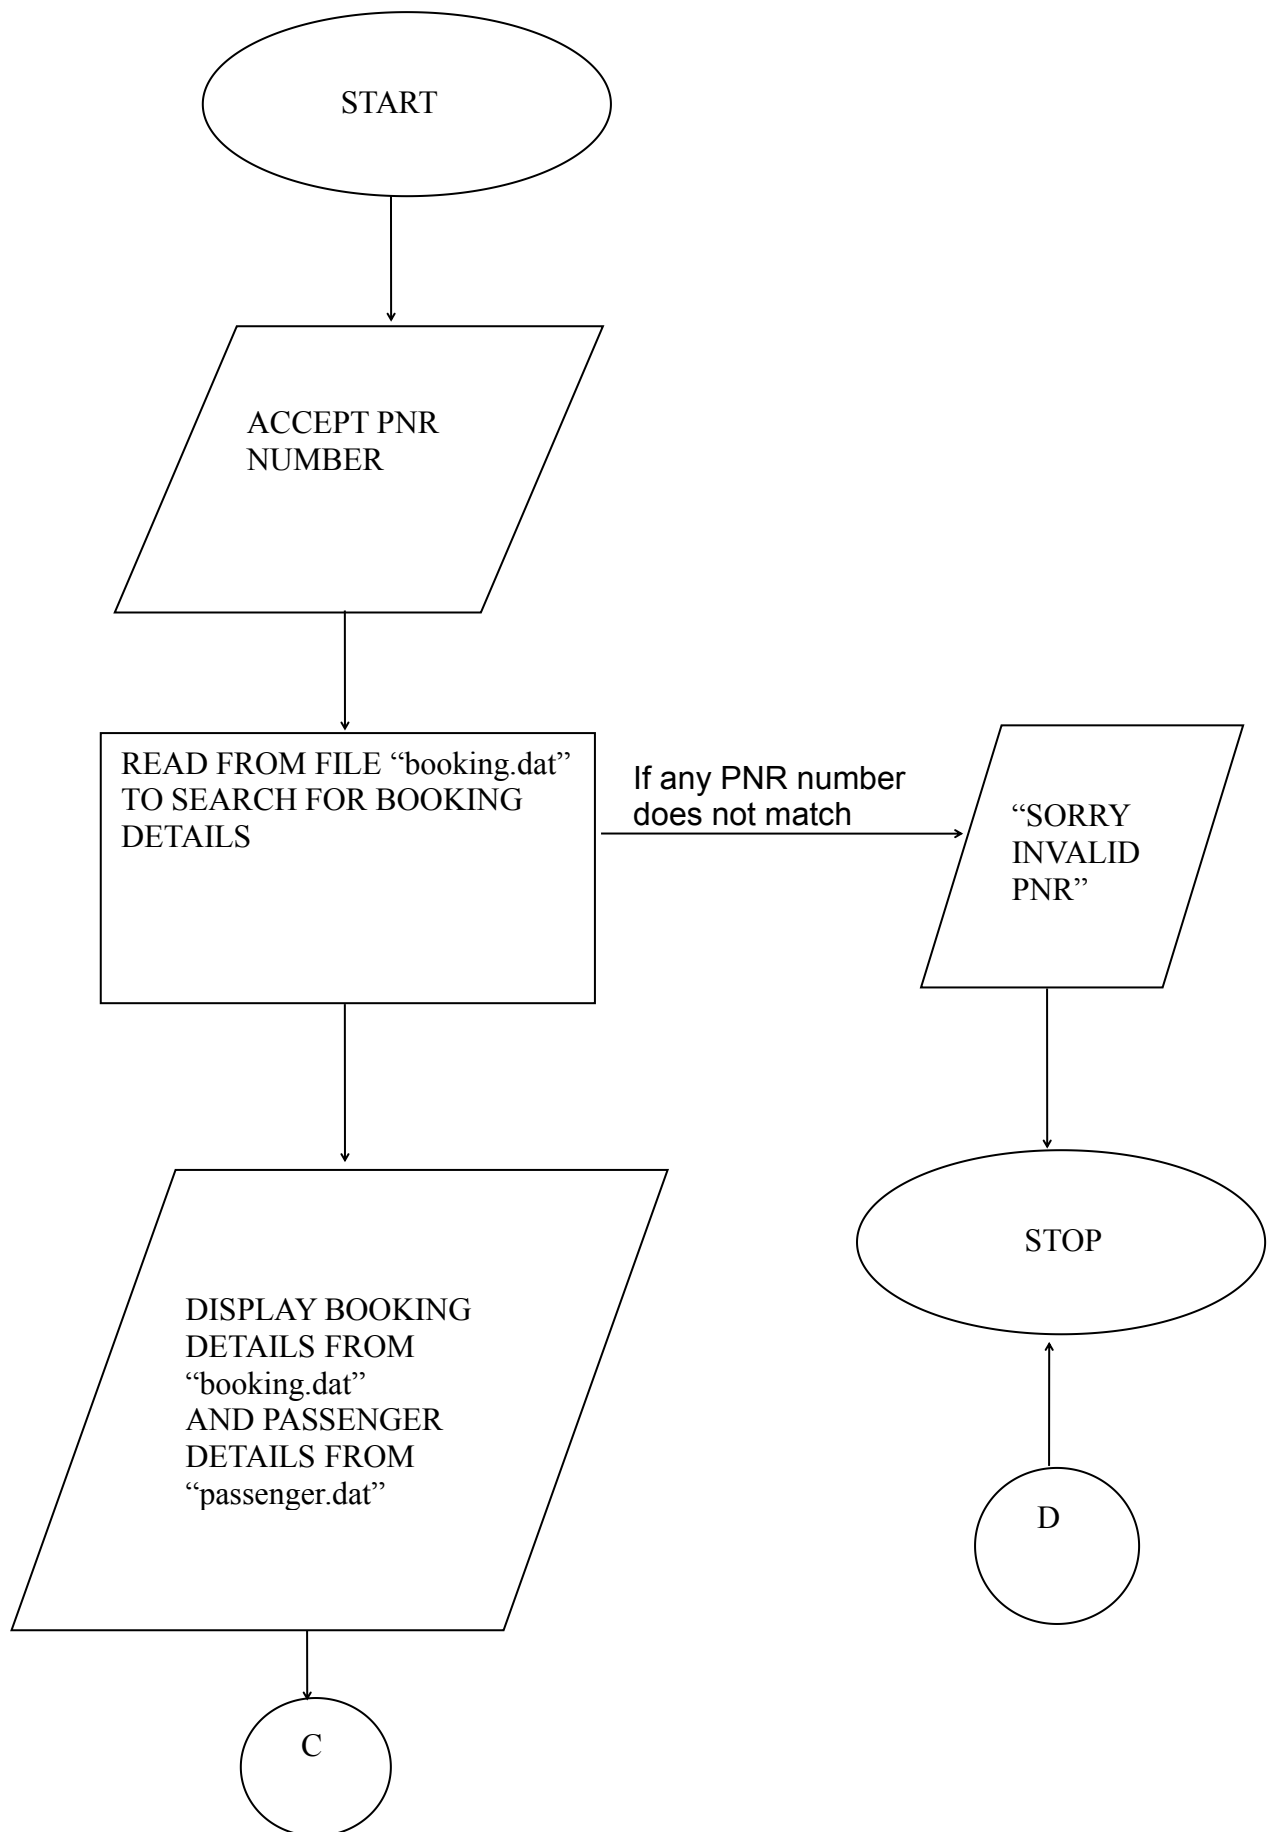 START
ACCEPT PNR
NUMBER
READ FROM FILE “booking.dat”
TO SEARCH FOR BOOKING
DETAILS
If any PNR number
does not match
“SORRY
INVALID
PNR”
STOP
DISPLAY BOOKING
DETAILS FROM
“booking.dat”
AND PASSENGER
DETAILS FROM
“passenger.dat”
D
C